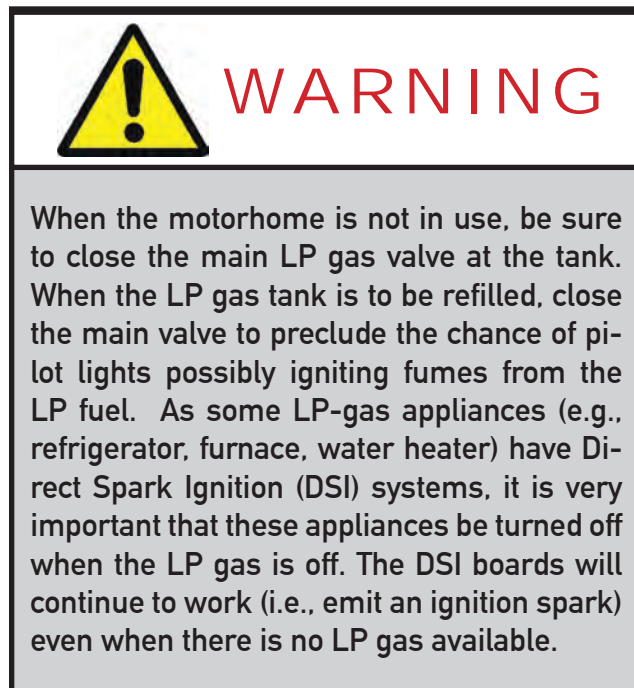 WARNING
When the motorhome is not in use, be sure
to close the main LP gas valve at the tank.
When the LP gas tank is to be refilled, close
the main valve to preclude the chance of pi-
lot lights possibly igniting fumes from the
LP fuel.  As some LP-gas appliances (e.g.,
refrigerator, furnace, water heater) have Di-
rect Spark Ignition (DSI) systems, it is very
important that these appliances be turned off
when the LP gas is off. The DSI boards will
continue to work (i.e., emit an ignition spark)
even when there is no LP gas available.